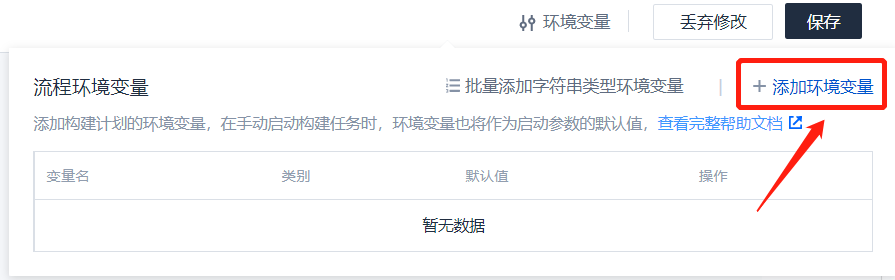 环境变量 丢弃修改 保存
流程环境变量 批量添加字符串类型环境变量 | + 添加环境变量
添加构建计划的环境变量，在手动启动构建任务时，环境变量也将作为启动参数的默认值，查看完整帮助文档
变量名 类别 默认值 操作
暂无数据